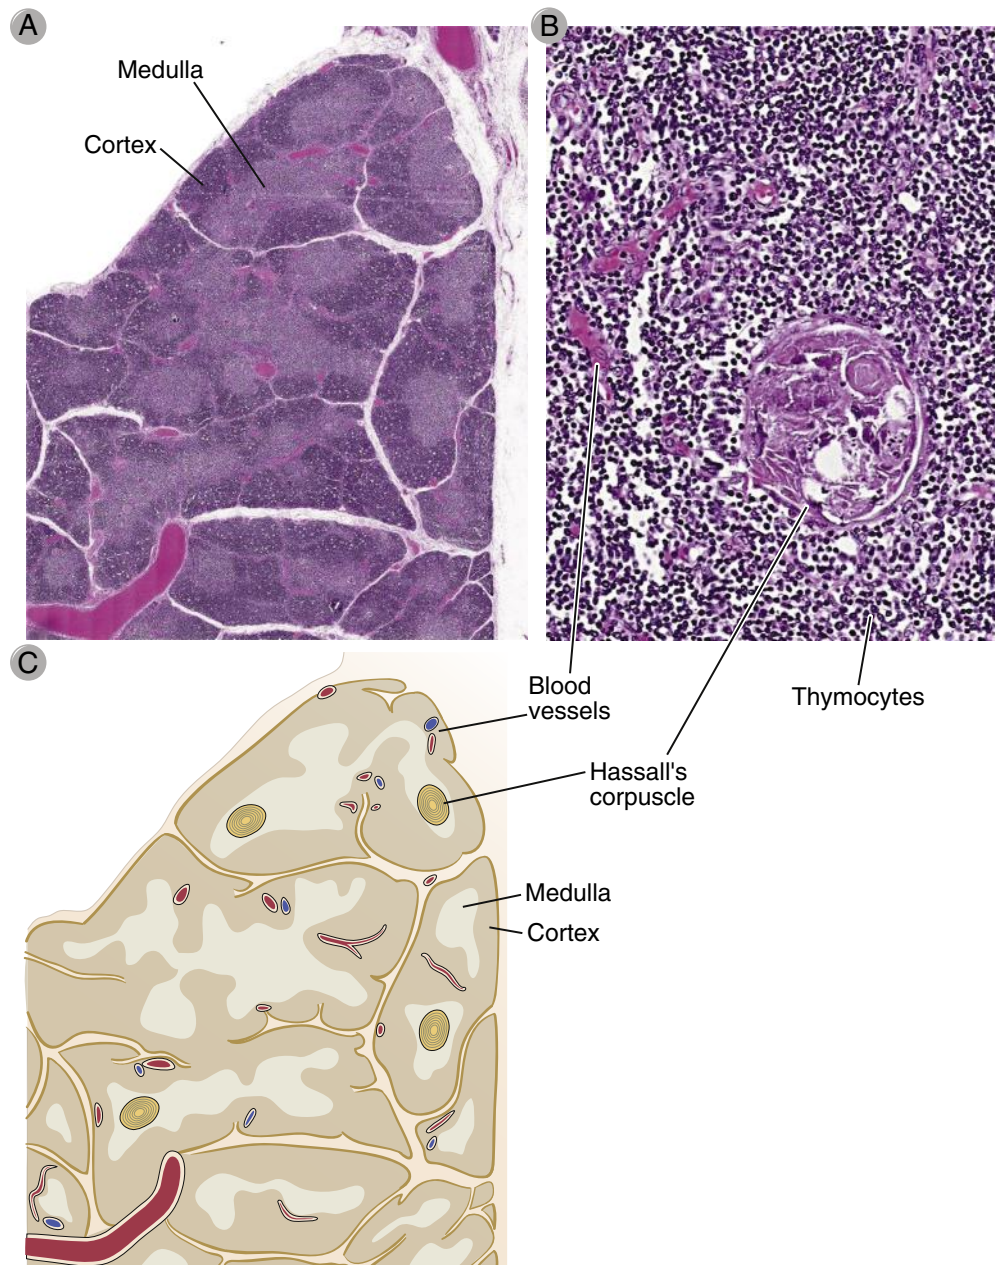 A
Medulla
Cortex
B
C
Blood
vessels
Thymocytes
Hassall's
corpuscle
Medulla
Cortex